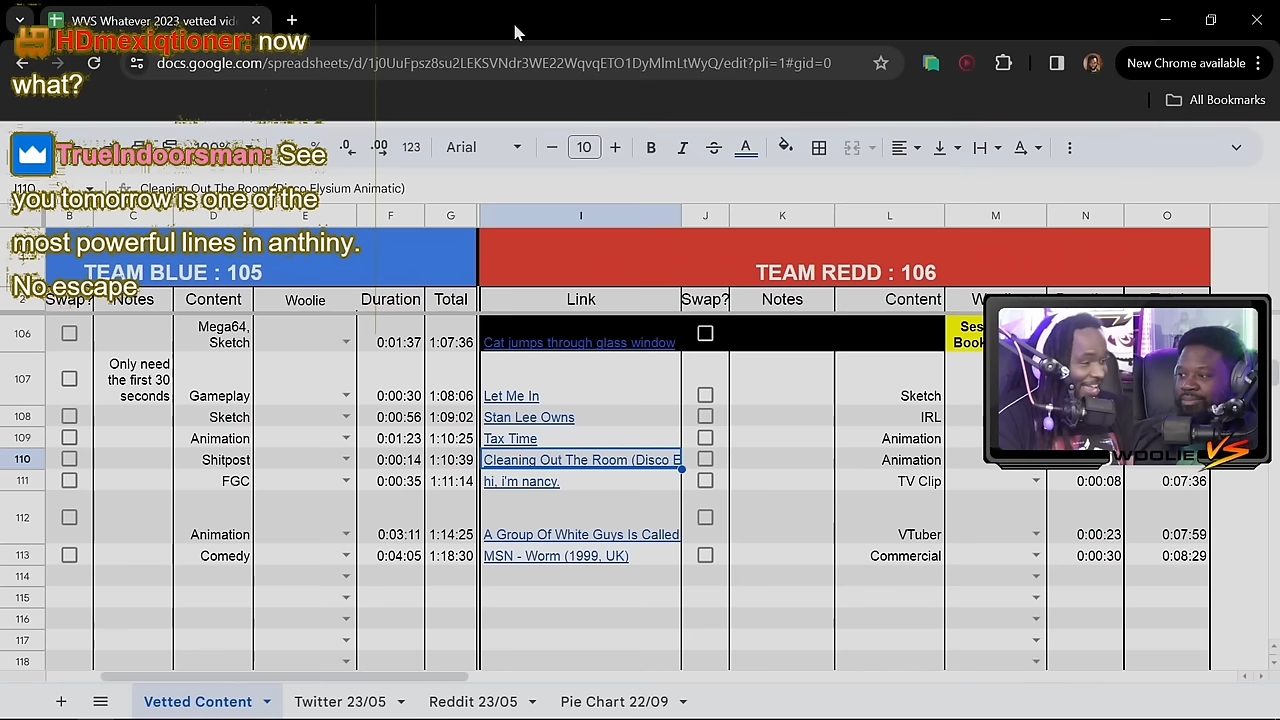 WVS Whatever 2023 vetted vid
HDmexiqtioner: now
what?
docs.google.com/spreadsheets/d/1j0UuFpsz8su2LEKSVNdr3WE22WqvqETO1DyMlmLtWyQ/edit?pli=1#gid=0
New Chrome available
All Bookmarks
TrueIndoorsman: See
you tomorrow is one of the
most powerful lines in anthiny.
No escape
.0 .00 123 Arial 10 B I S A
Cleaning Out The Room (Disco Elysium Animatic)
B C D E F G I J K L M N O
TEAM BLUE : 105 TEAM REDD : 106
2 Swap? Notes Content Woolie Duration Total Link Swap? Notes Content
106 Mega64, Sketch 0:01:37 1:07:36 Cat jumps through glass window
107 Only need the first 30 seconds Gameplay 0:00:30 1:08:06 Let Me In Sketch
108 Sketch 0:00:56 1:09:02 Stan Lee Owns IRL
109 Animation 0:01:23 1:10:25 Tax Time Animation
110 Shitpost 0:00:14 1:10:39 Cleaning Out The Room (Disco E Animation
111 FGC 0:00:35 1:11:14 hi, i'm nancy. TV Clip 0:00:08 0:07:36
112 Animation 0:03:11 1:14:25 A Group Of White Guys Is Called VTuber 0:00:23 0:07:59
113 Comedy 0:04:05 1:18:30 MSN - Worm (1999, UK) Commercial 0:00:30 0:08:29
114
115
116
117
118
WOOLIE VS
Vetted Content Twitter 23/05 Reddit 23/05 Pie Chart 22/09